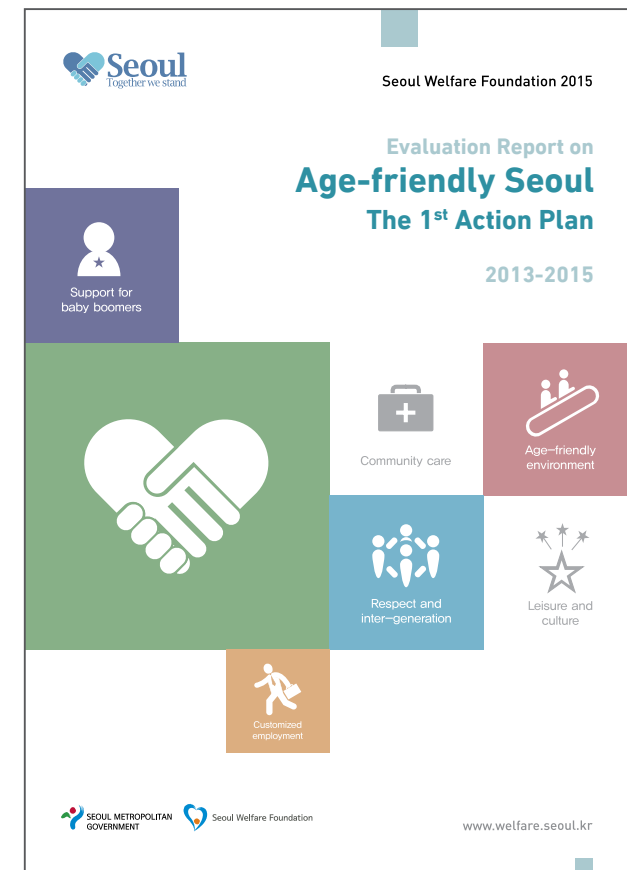 Seoul
Together we stand
Seoul Welfare Foundation 2015
Evaluation Report on
Age-friendly Seoul
The 1st Action Plan
2013-2015
Support for
baby boomers
Community care
Age-friendly
environment
Respect and
inter-generation
Leisure and
culture
Customized
employment
SEOUL METROPOLITAN
GOVERNMENT
Seoul Welfare Foundation
www.welfare.seoul.kr